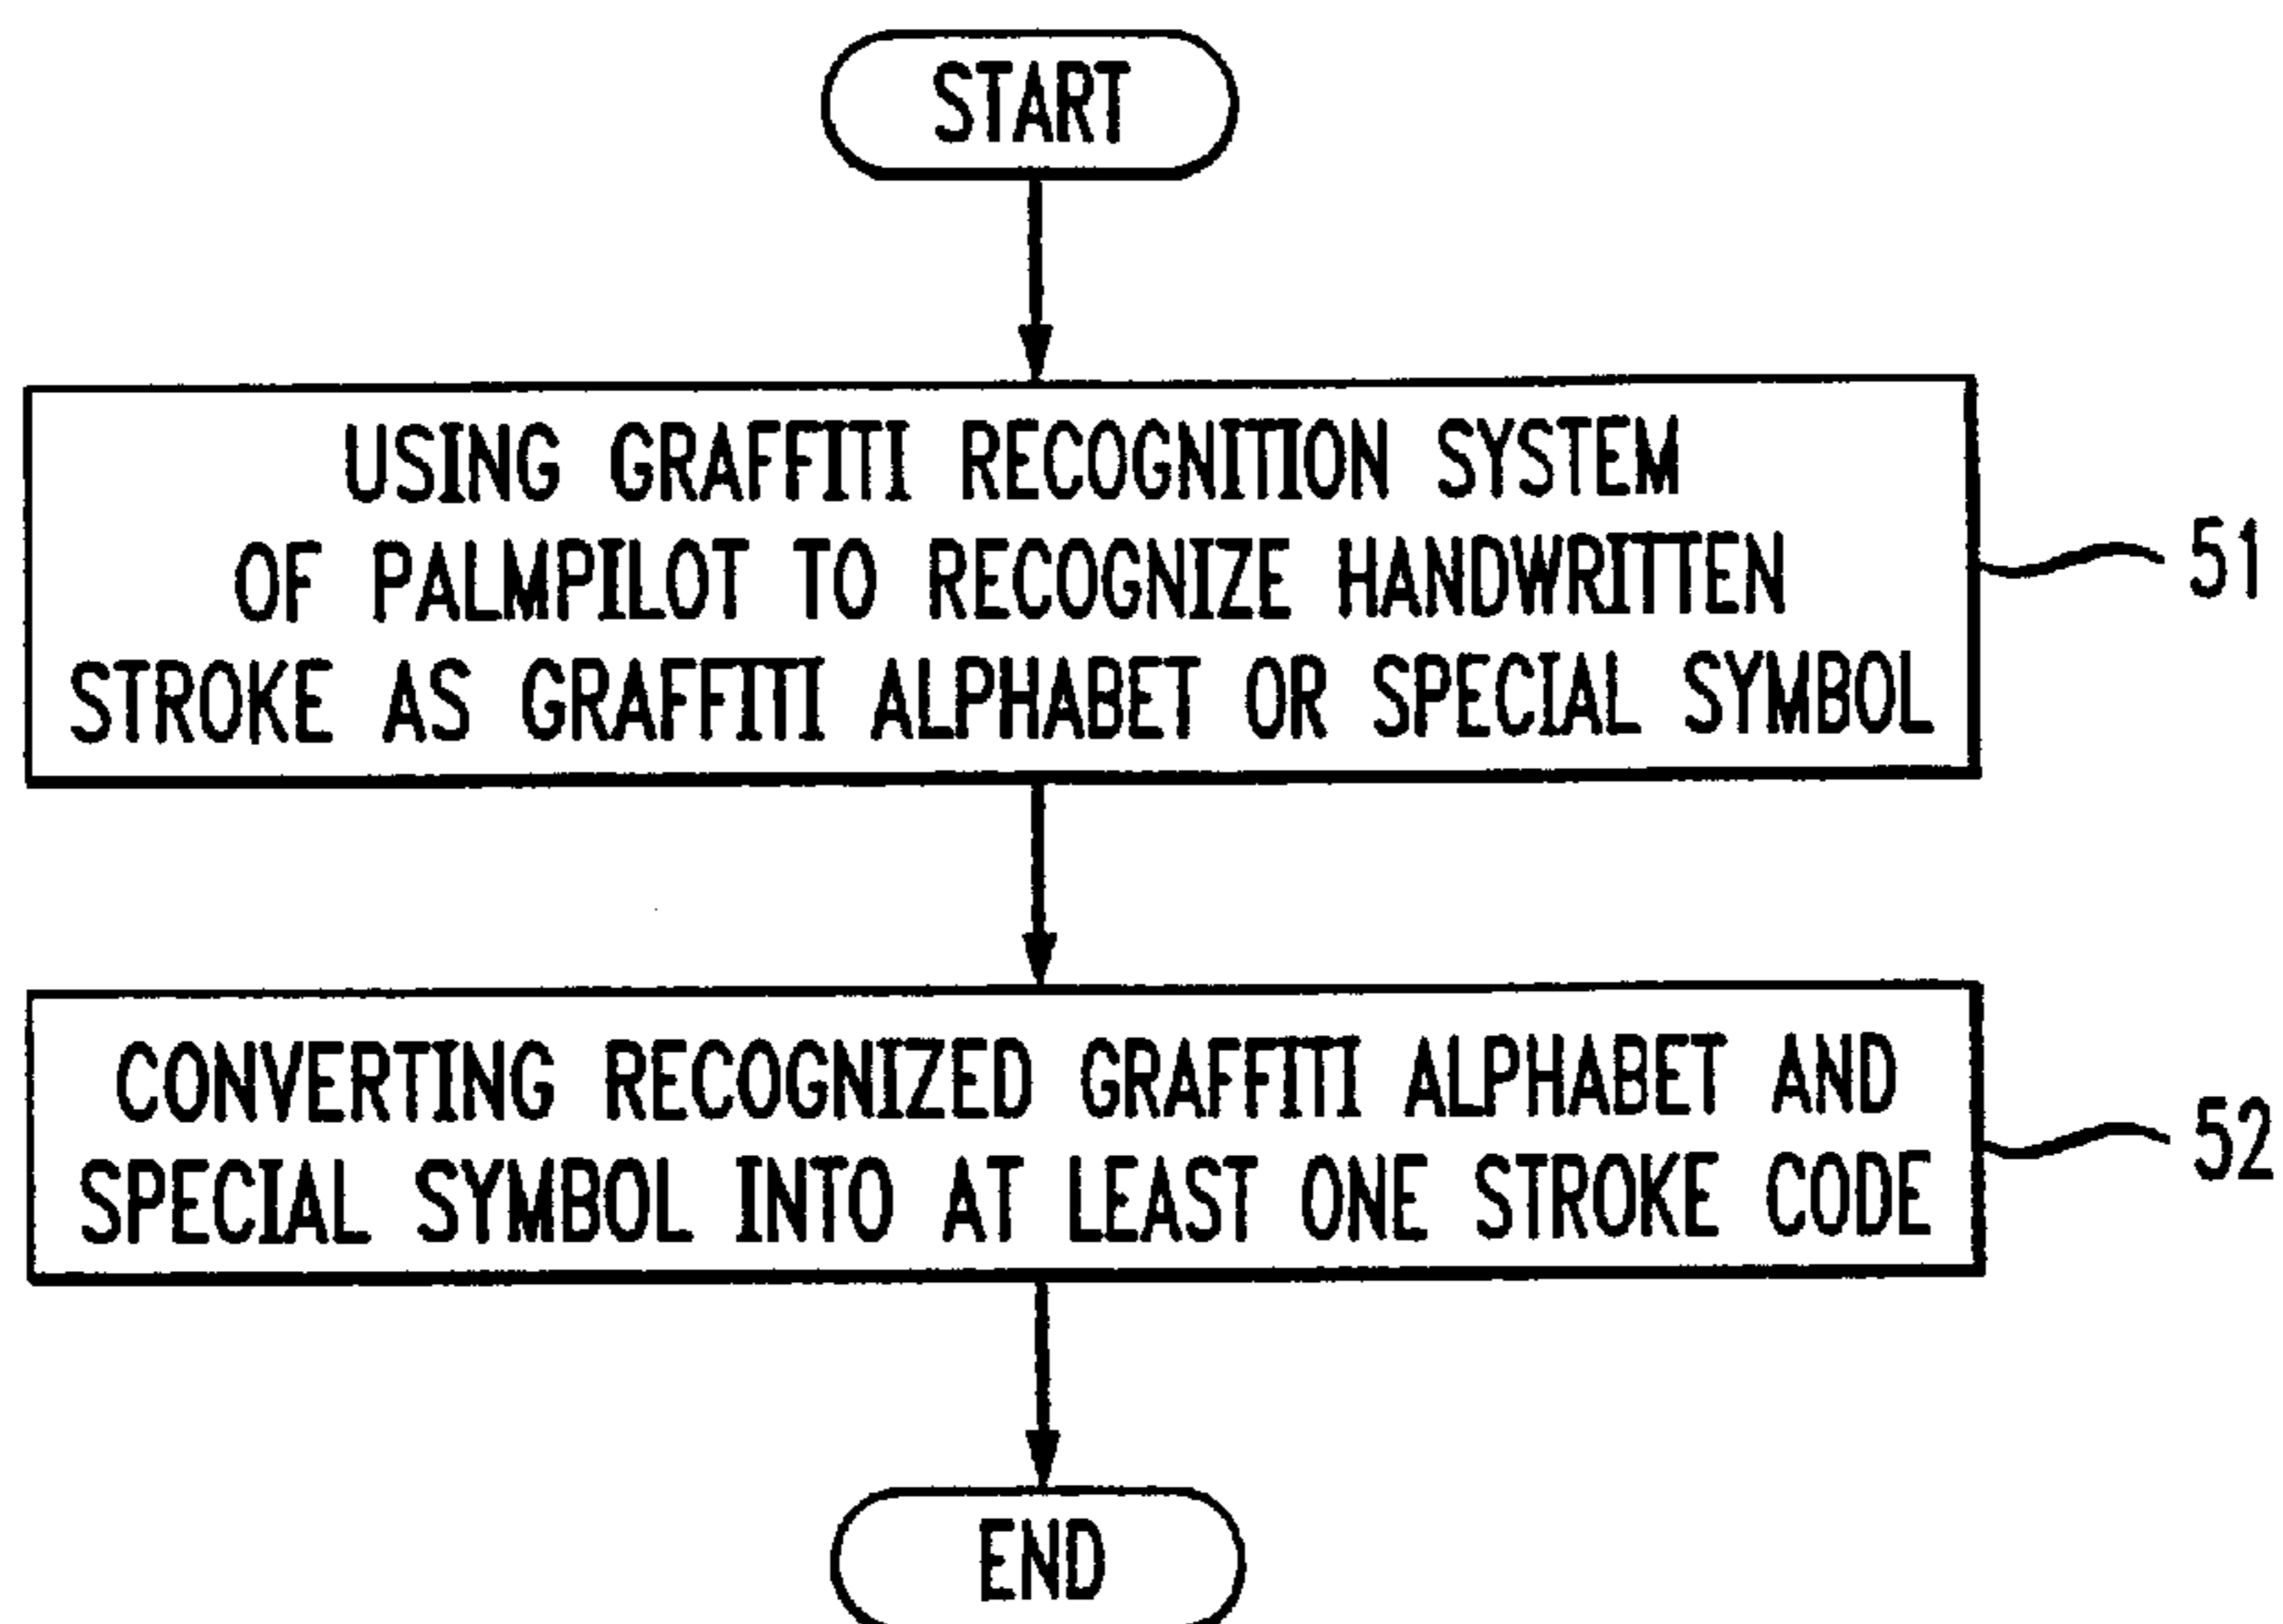 START
USING GRAFFITI RECOGNITION SYSTEM
OF PALMPILOT TO RECOGNIZE HANDWRITTEN
STROKE AS GRAFFITI ALPHABET OR SPECIAL SYMBOL
51
CONVERTING RECOGNIZED GRAFFITI ALPHABET AND
SPECIAL SYMBOL INTO AT LEAST ONE STROKE CODE
52
END